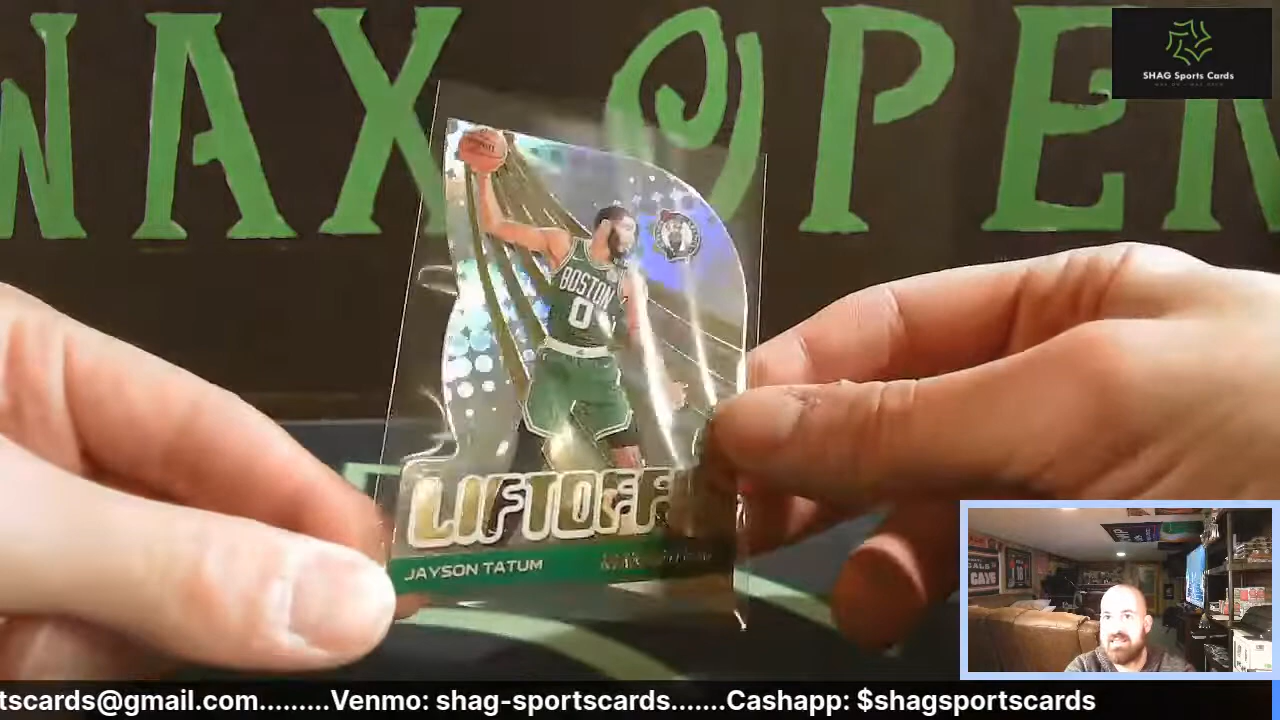 WAX OPEN
SHAG Sports Cards
BOSTON
0
LIFTOFF
JAYSON TATUM
tscards@gmail.com.........Venmo: shag-sportscards.......Cashapp: $shagsportscards